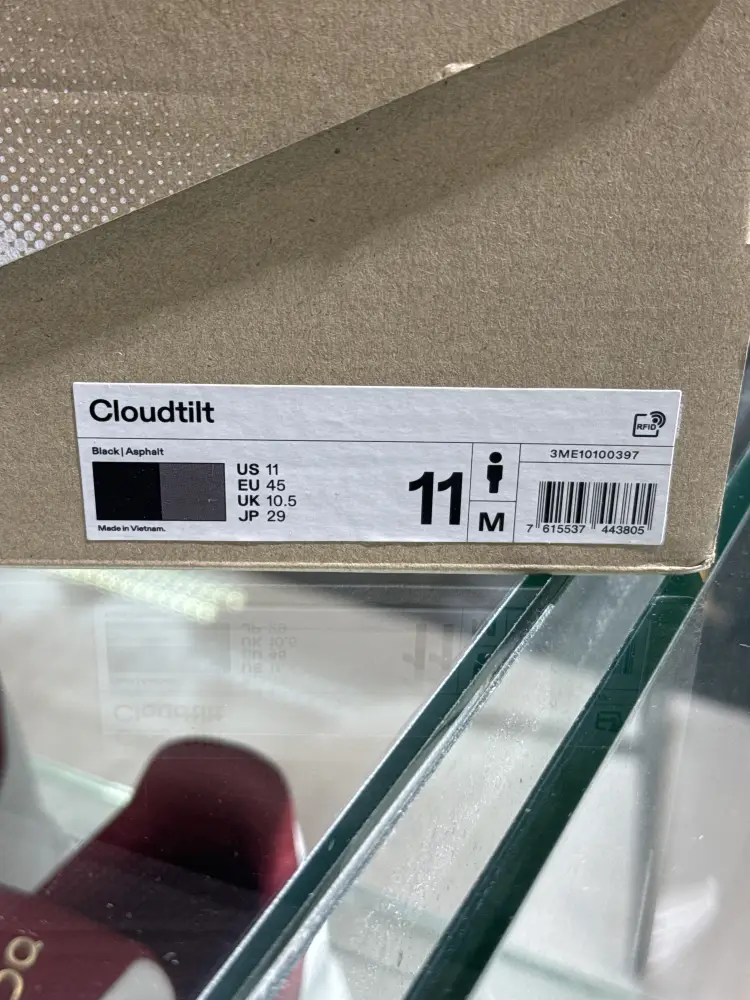 Cloudtilt
RFID
Black | Asphalt
US 11
EU 45
UK 10.5
JP 29
Made in Vietnam.
11
M
3ME10100397
7 615537 443805